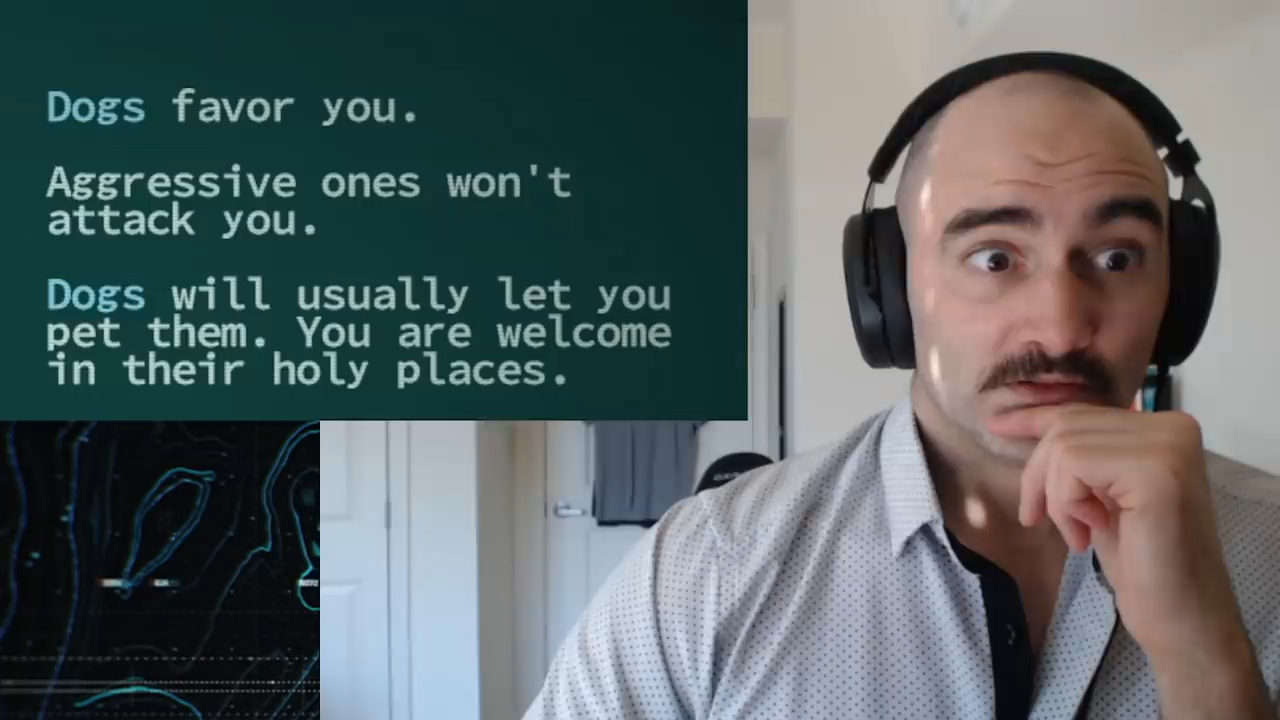 Dogs favor you.
Aggressive ones won't
attack you.
Dogs will usually let you
pet them. You are welcome
in their holy places.